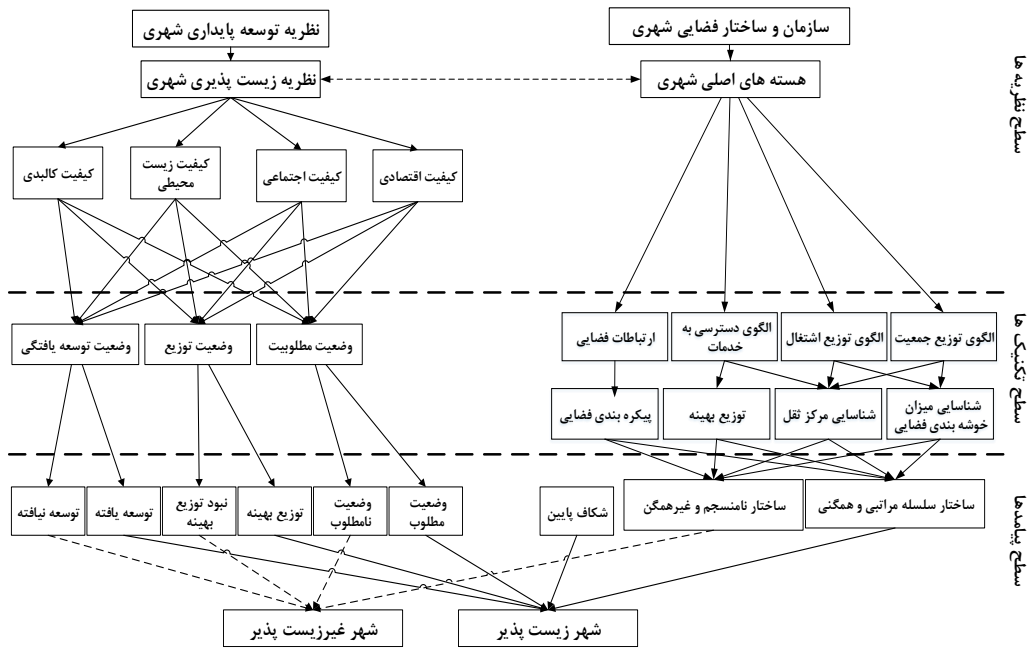 سازمان و ساختار فضایی شهری
نظریه توسعه پایداری شهری
هسته های اصلی شهری
نظریه زیست پذیری شهری
سطح نظریه ها
کیفیت اقتصادی
کیفیت اجتماعی
کیفیت زیست
محیطی
کیفیت کالبدی
سطح تکنیک ها
الگوی توزیع جمعیت
الگوی توزیع اشتغال
الگوی دسترسی به
خدمات
ارتباطات فضایی
وضعیت مطلوبیت
وضعیت توزیع
وضعیت توسعه یافتگی
شناسایی میزان
خوشه بندی فضایی
شناسایی مرکز ثقل
توزیع بهینه
پیکره بندی فضایی
سطح پیامدها
ساختار سلسله مراتبی و همگنی
ساختار نامنسجم و غیرهمگن
شکاف پایین
وضعیت
مطلوب
وضعیت
نامطلوب
توزیع بهینه
نبود توزیع
بهینه
توسعه یافته
توسعه نیافته
شهر زیست پذیر
شهر غیرزیست پذیر